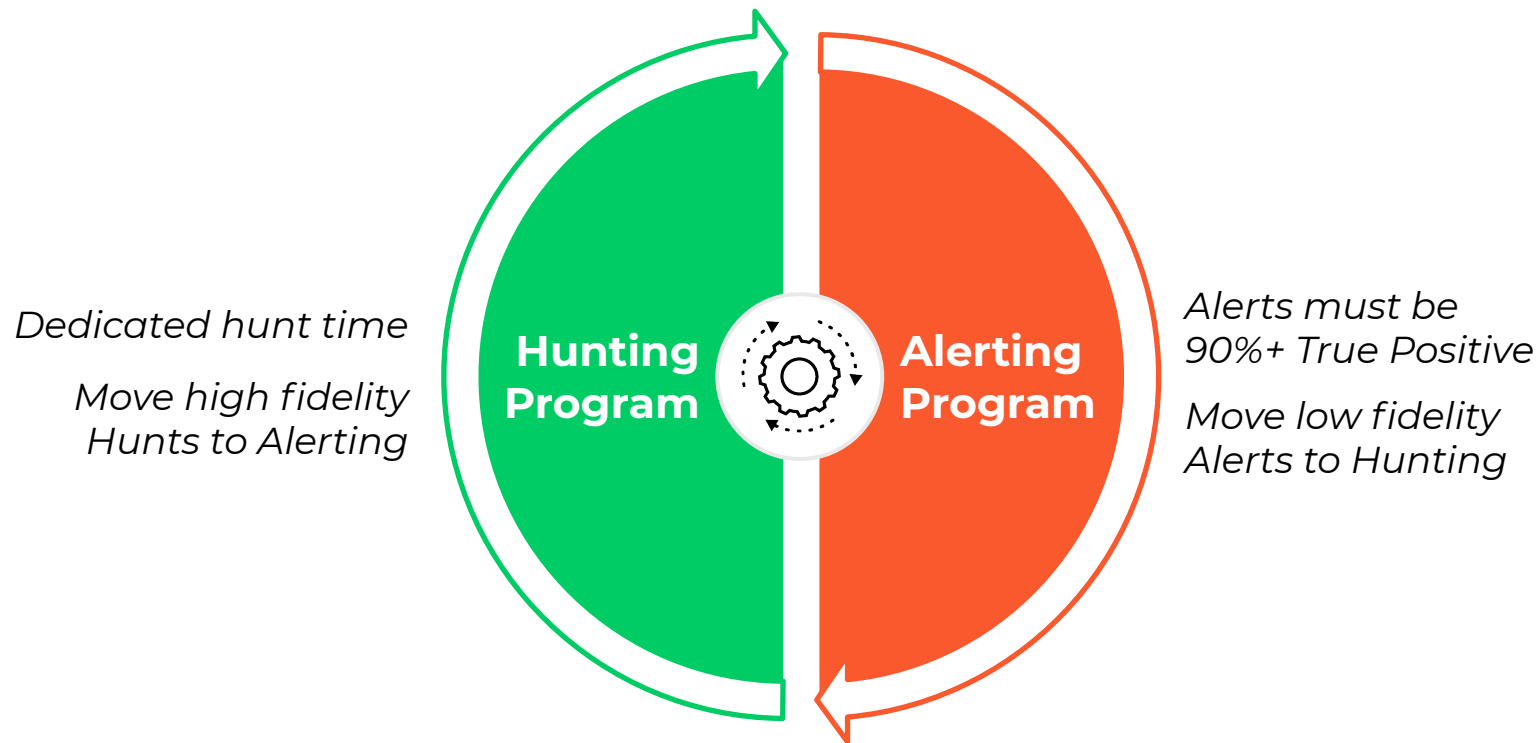 Dedicated hunt time
Move high fidelity
Hunts to Alerting
Hunting
Program
Alerting
Program
Alerts must be
90%+ True Positive
Move low fidelity
Alerts to Hunting